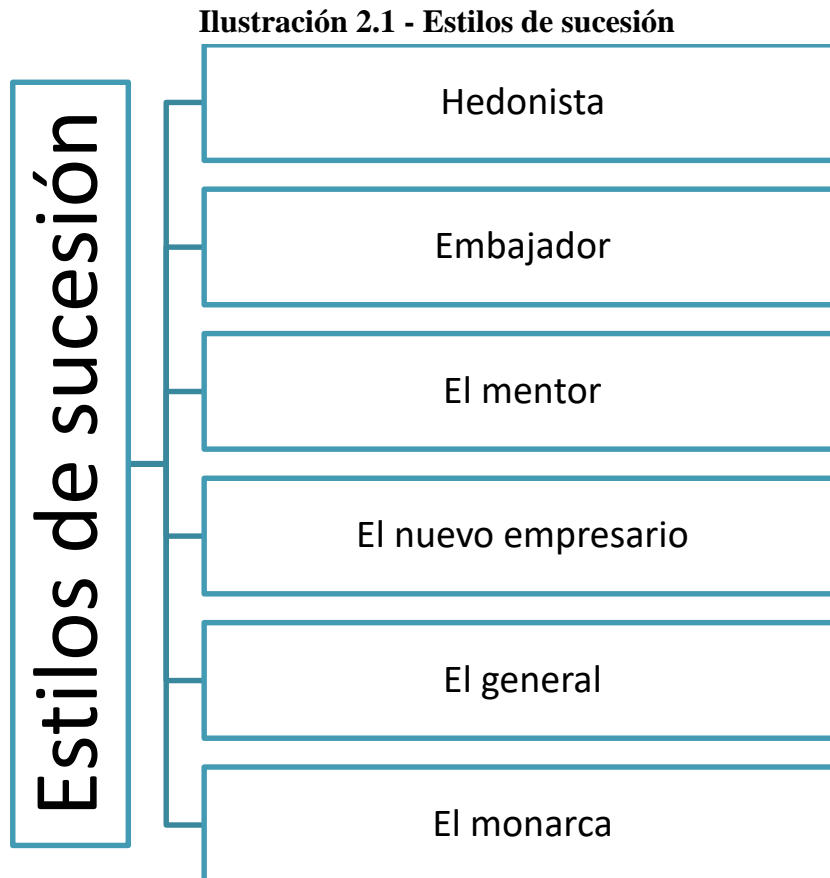 Ilustración 2.1 - Estilos de sucesión
Estilos de sucesión
Hedonista
Embajador
El mentor
El nuevo empresario
El general
El monarca